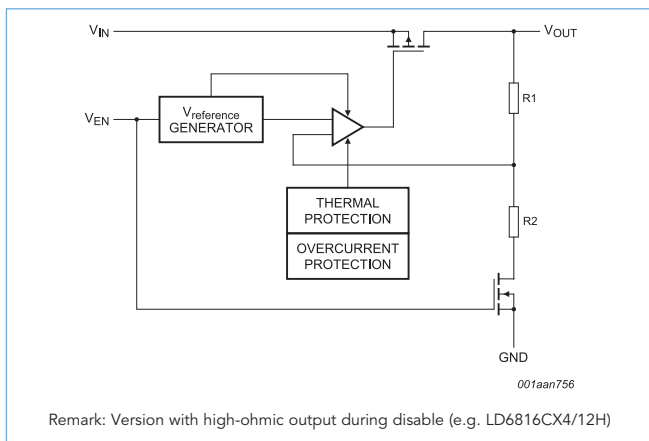 VIN
VOUT
R1
VEN
Vreference
GENERATOR
THERMAL
PROTECTION
R2
OVERCURRENT
PROTECTION
GND
001aan756
Remark: Version with high-ohmic output during disable (e.g. LD6816CX4/12H)